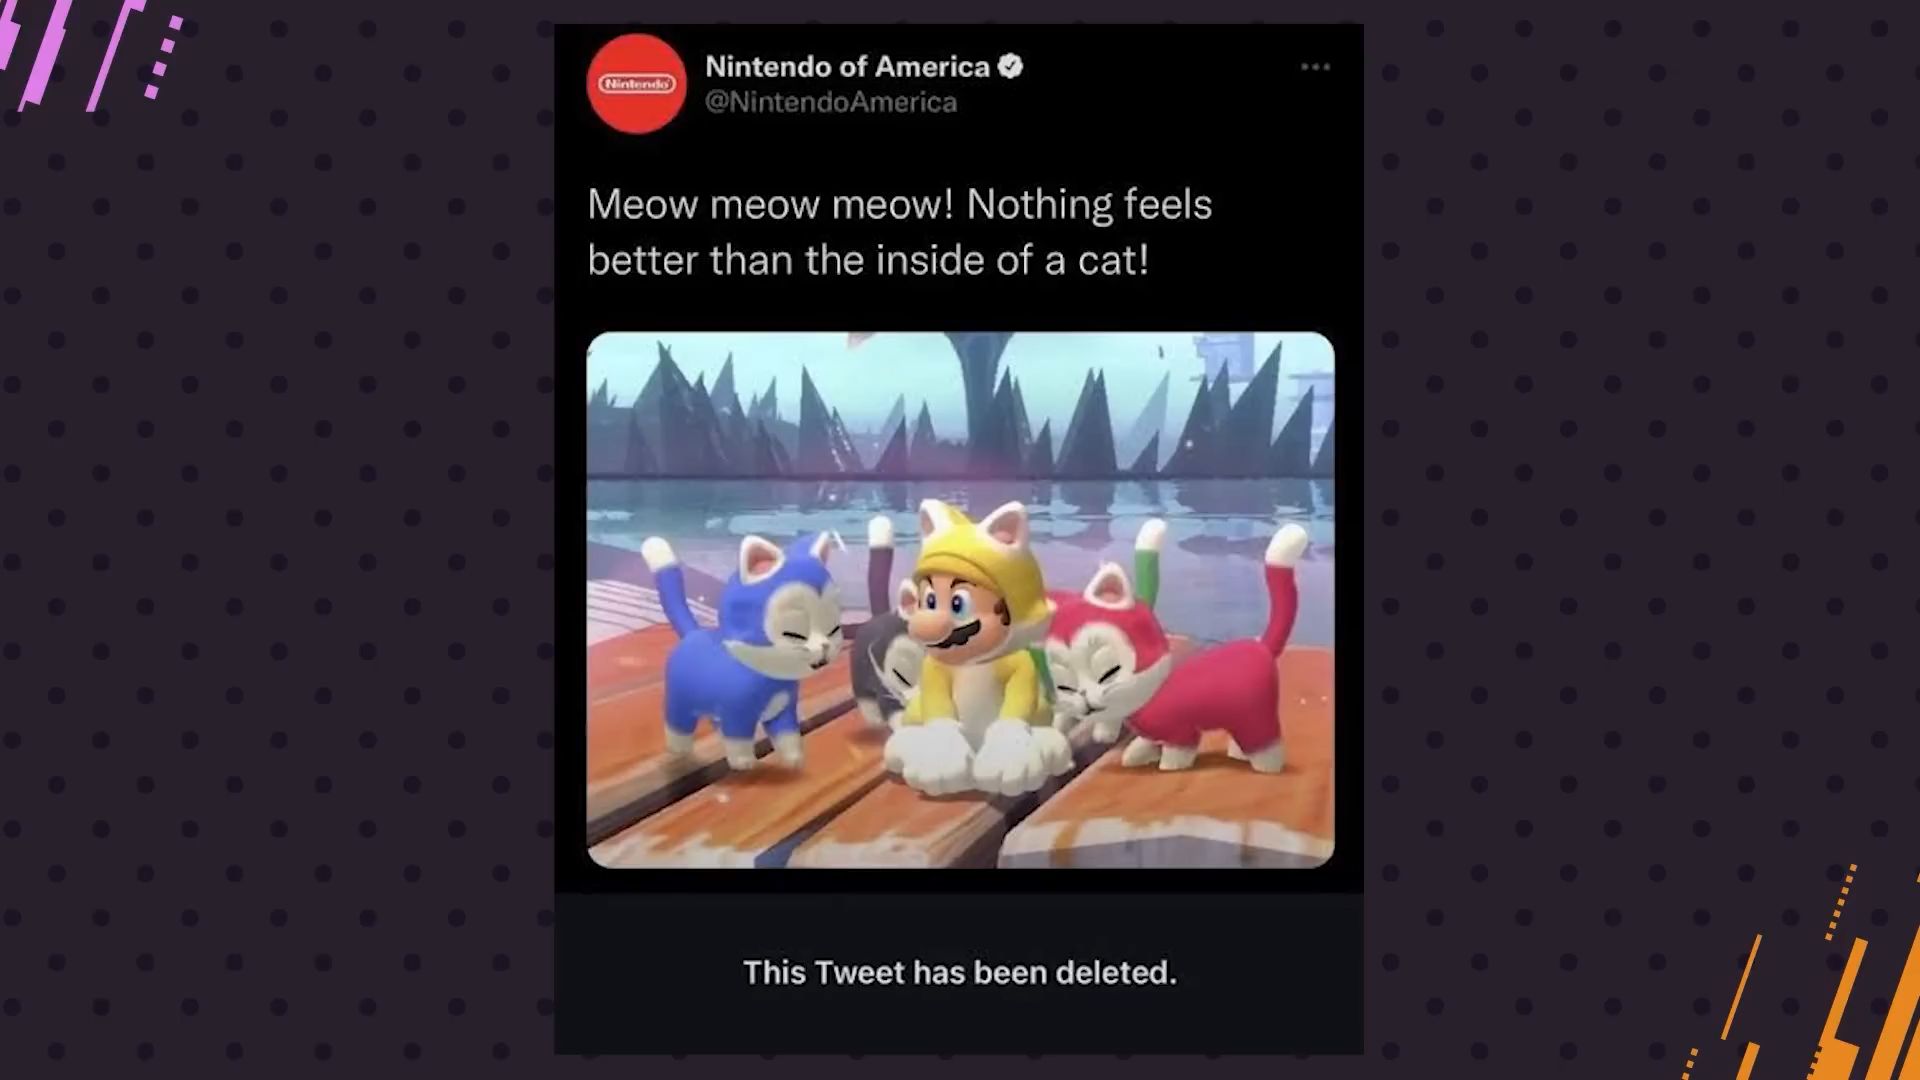 Nintendo
Nintendo of America
@NintendoAmerica
Meow meow meow! Nothing feels
better than the inside of a cat!
This Tweet has been deleted.